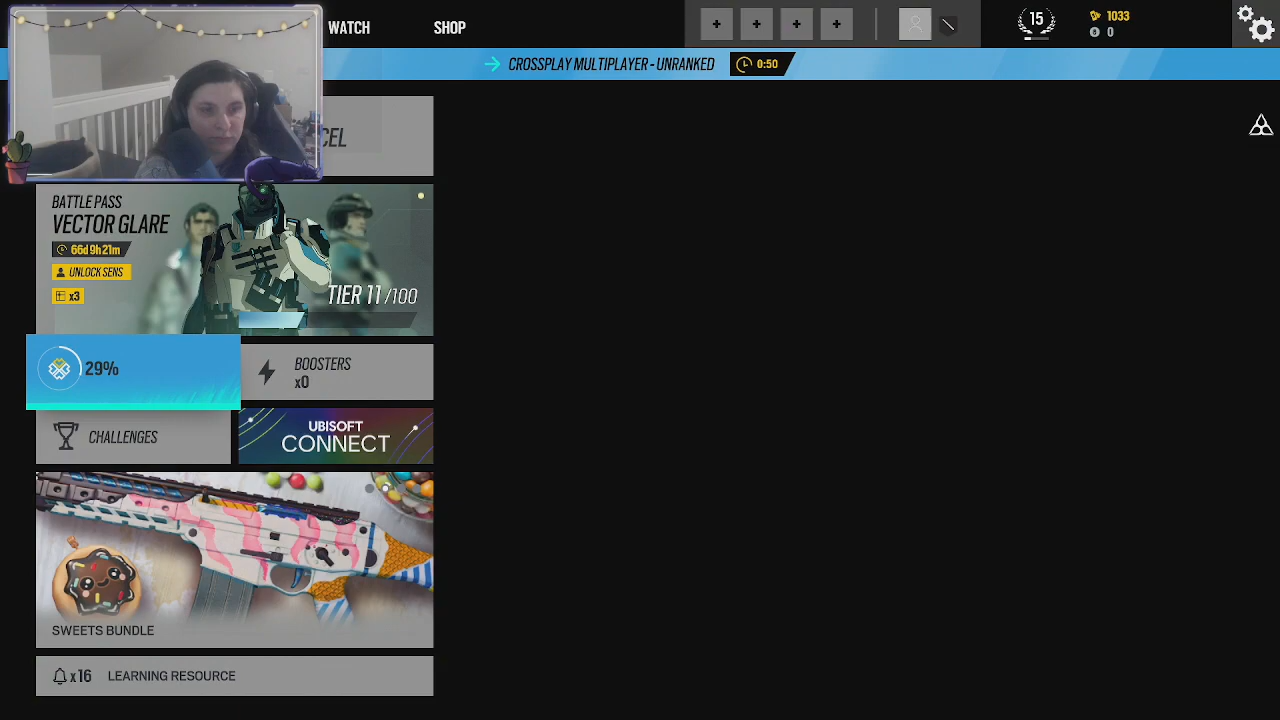 WATCH
SHOP
+ + + +
15
1033
0
CROSSPLAY MULTIPLAYER - UNRANKED
0:50
CEL
BATTLE PASS
VECTOR GLARE
66d 9h 21m
UNLOCK SENS
x3
TIER 11 /100
29%
BOOSTERS
x0
CHALLENGES
UBISOFT
CONNECT
SWEETS BUNDLE
x16 LEARNING RESOURCE